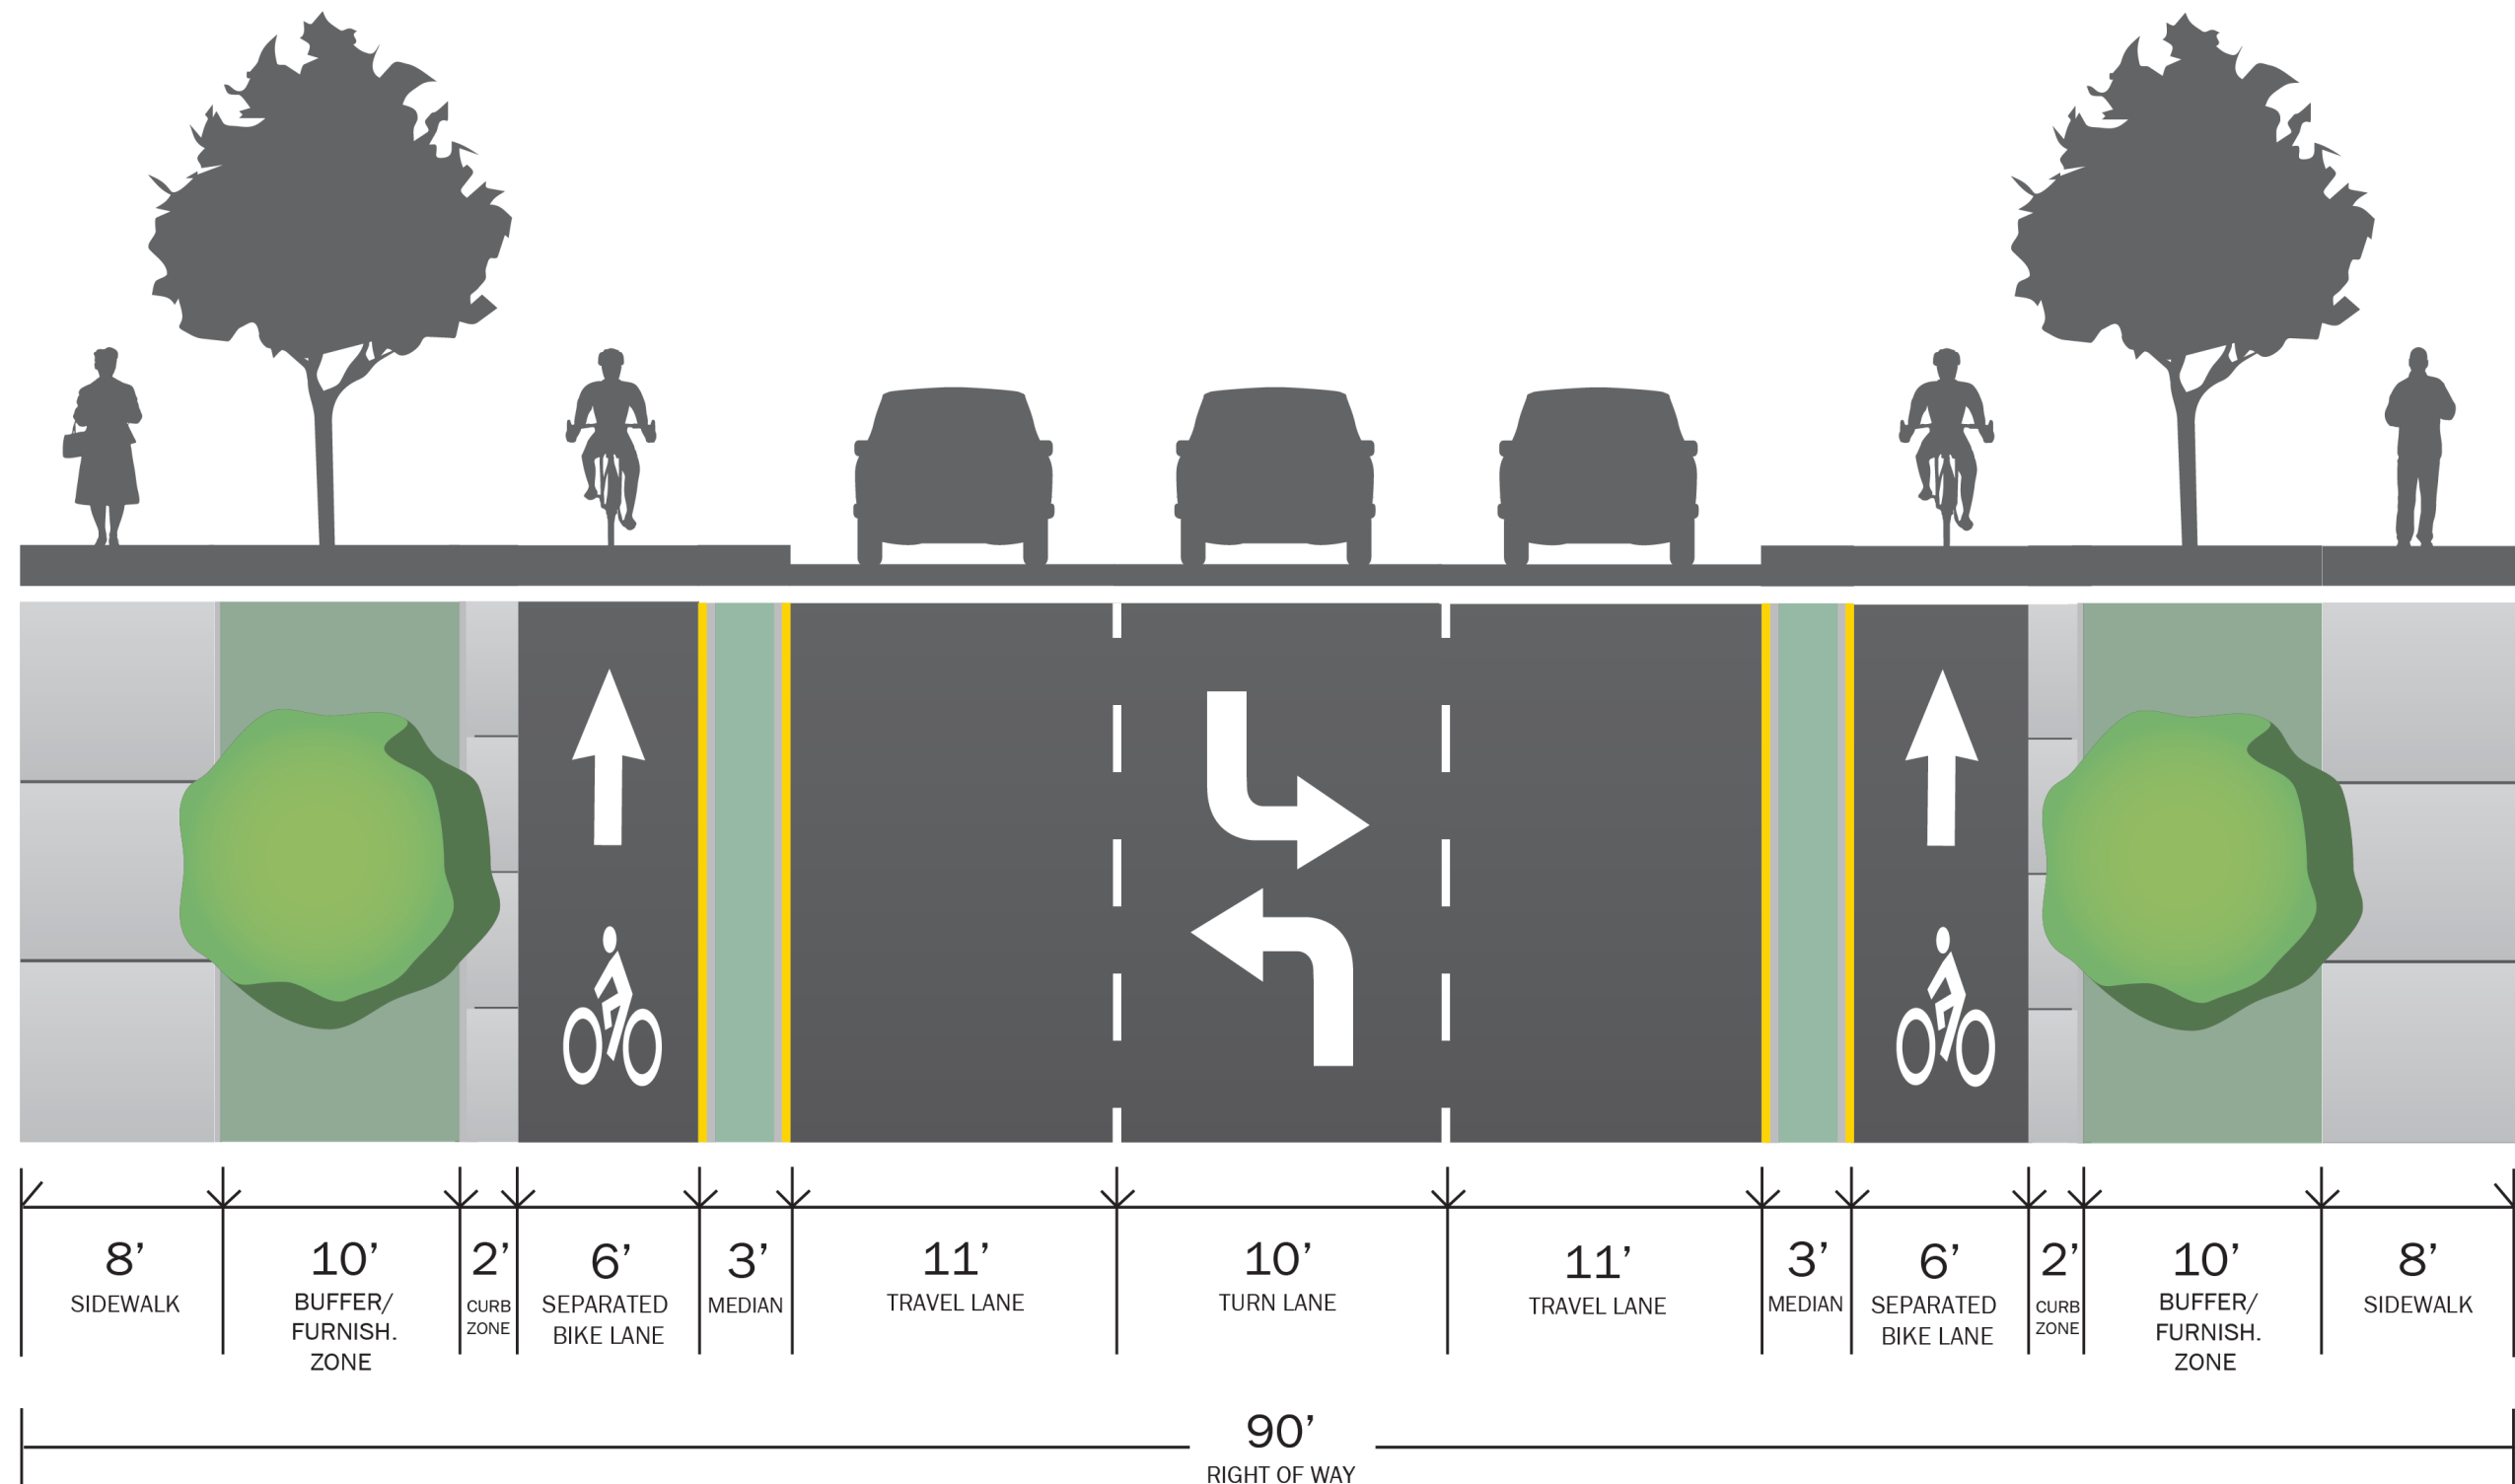 8’
SIDEWALK
10’
BUFFER/
FURNISH.
ZONE
2’
CURB
ZONE
6’
SEPARATED
BIKE LANE
3’
MEDIAN
11’
TRAVEL LANE
10’
TURN LANE
11’
TRAVEL LANE
3’
MEDIAN
6’
SEPARATED
BIKE LANE
2’
CURB
ZONE
10’
BUFFER/
FURNISH.
ZONE
8’
SIDEWALK
90’
RIGHT OF WAY